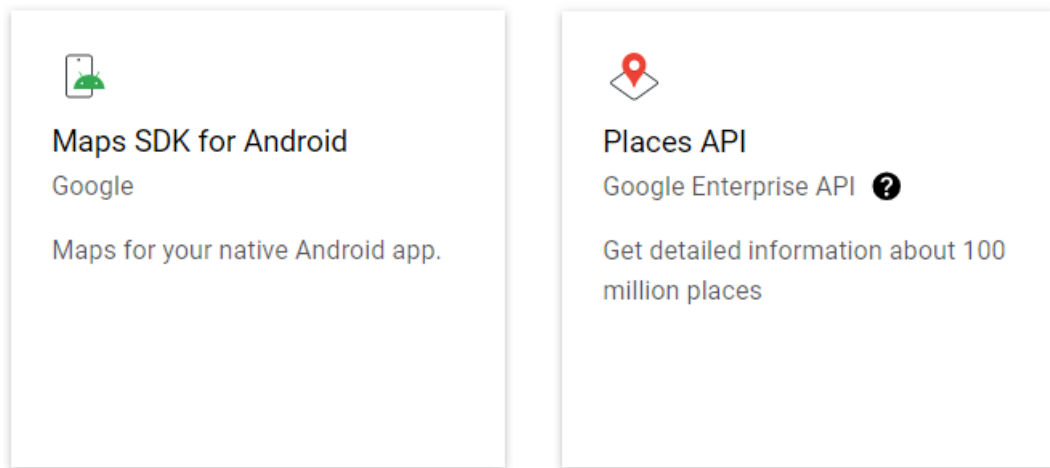 Maps SDK for Android
Google
Maps for your native Android app.
Places API
Google Enterprise API ?
Get detailed information about 100
million places